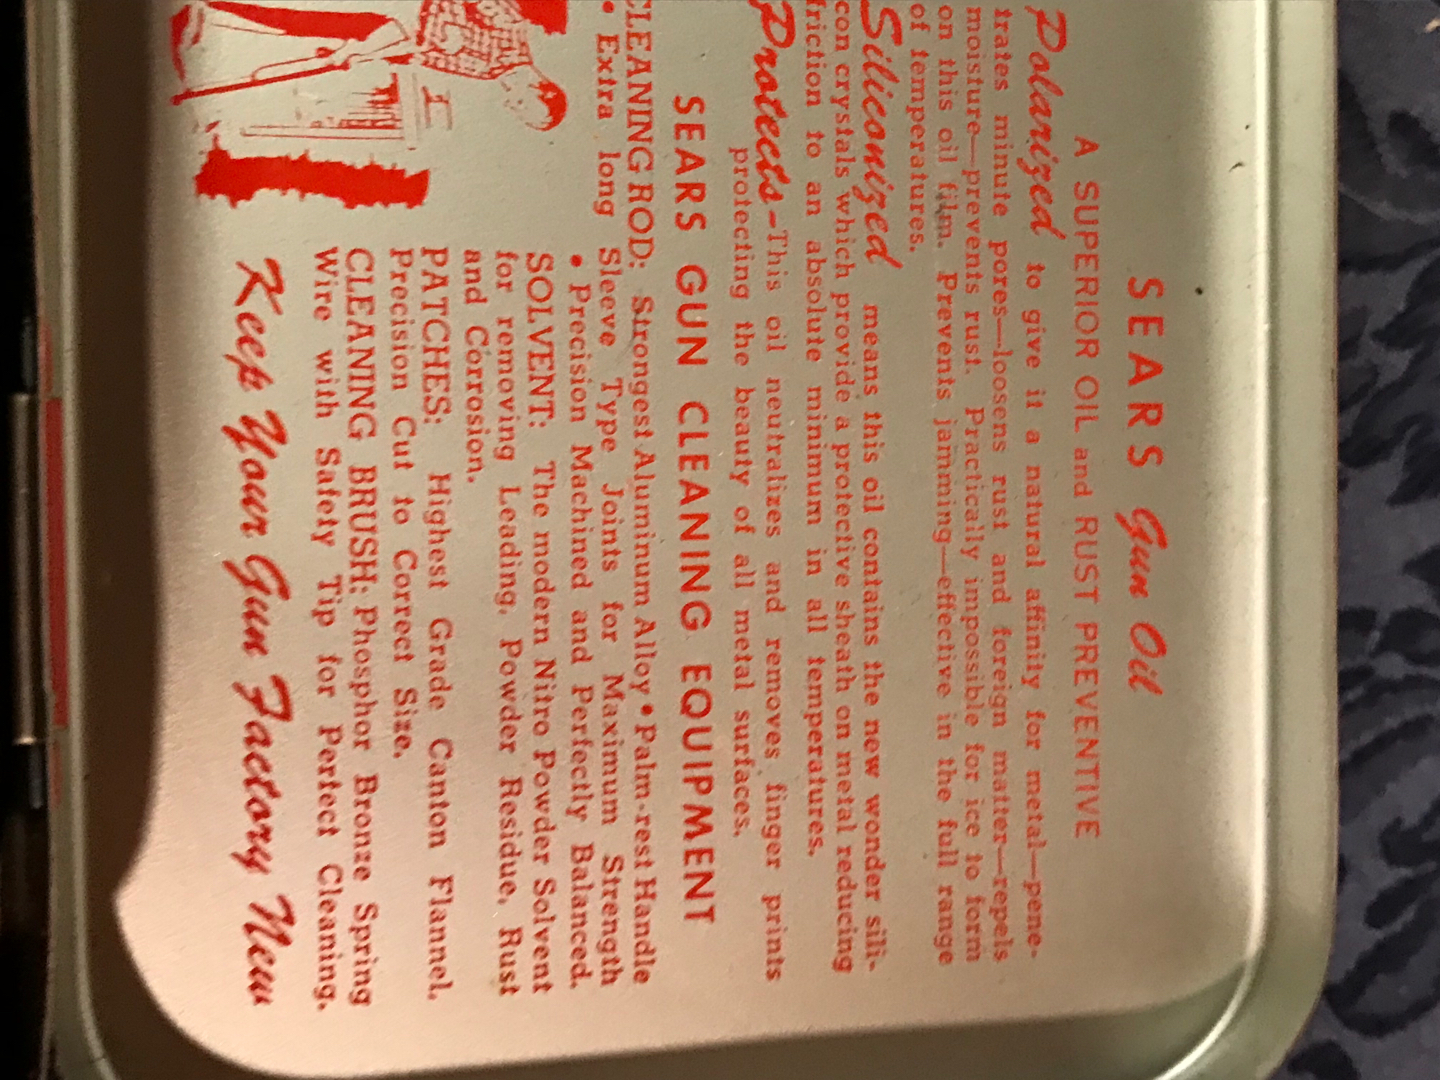 SEARS Gun Oil
A SUPERIOR OIL and RUST PREVENTIVE
Polarized to give it a natural affinity for metal—pene-
trates minute pores—loosens rust and foreign matter—repels
moisture—prevents rust. Practically impossible for ice to form
on this oil film. Prevents jamming—effective in the full range
of temperatures.
Siliconized means this oil contains the new wonder sili-
con crystals which provide a protective sheath on metal reducing
friction to an absolute minimum in all temperatures.
Protects-This oil neutralizes and removes finger prints
protecting the beauty of all metal surfaces.
SEARS GUN CLEANING EQUIPMENT
CLEANING ROD: Strongest Aluminum Alloy • Palm-rest Handle
• Extra long Sleeve Type Joints for Maximum Strength
• Precision Machined and Perfectly Balanced.
SOLVENT: The modern Nitro Powder Solvent
for removing Leading, Powder Residue, Rust
and Corrosion.
PATCHES: Highest Grade Canton Flannel.
Precision Cut to Correct Size.
CLEANING BRUSH: Phosphor Bronze Spring
Wire with Safety Tip for Perfect Cleaning.
Keep Your Gun Factory New